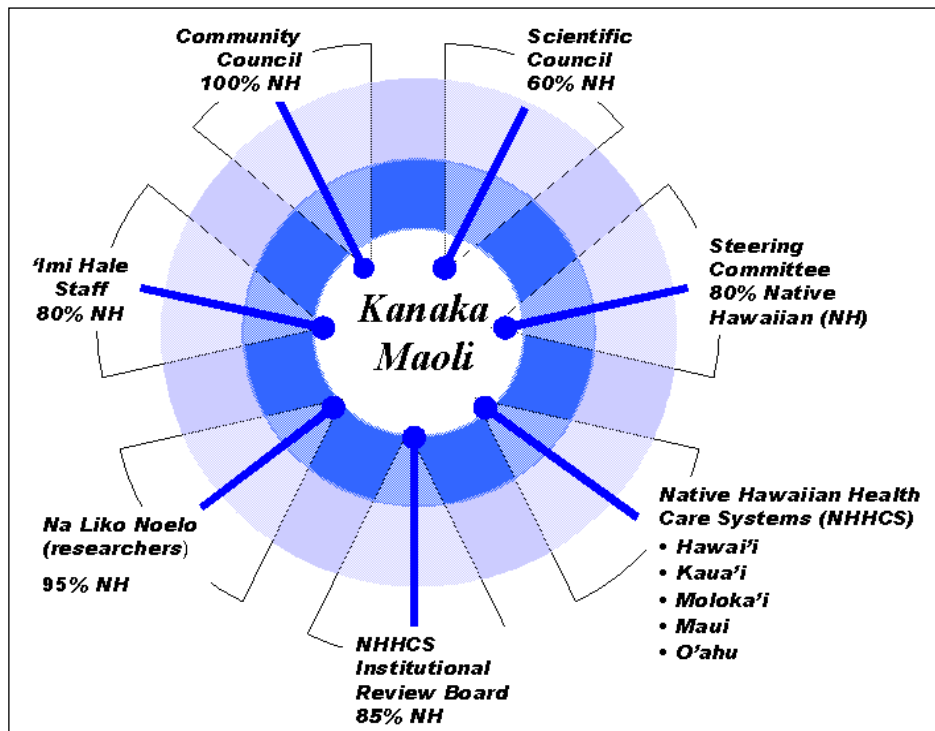 Community
Council
100% NH
Scientific
Council
60% NH
‘Imi Hale
Staff
80% NH
Kanaka
Maoli
Steering
Committee
80% Native
Hawaiian (NH)
Na Liko Noelo
(researchers)
95% NH
NHHCS
Institutional
Review Board
85% NH
Native Hawaiian Health
Care Systems (NHHCS)
• Hawai’i
• Kaua’i
• Moloka’i
• Maui
• O’ahu